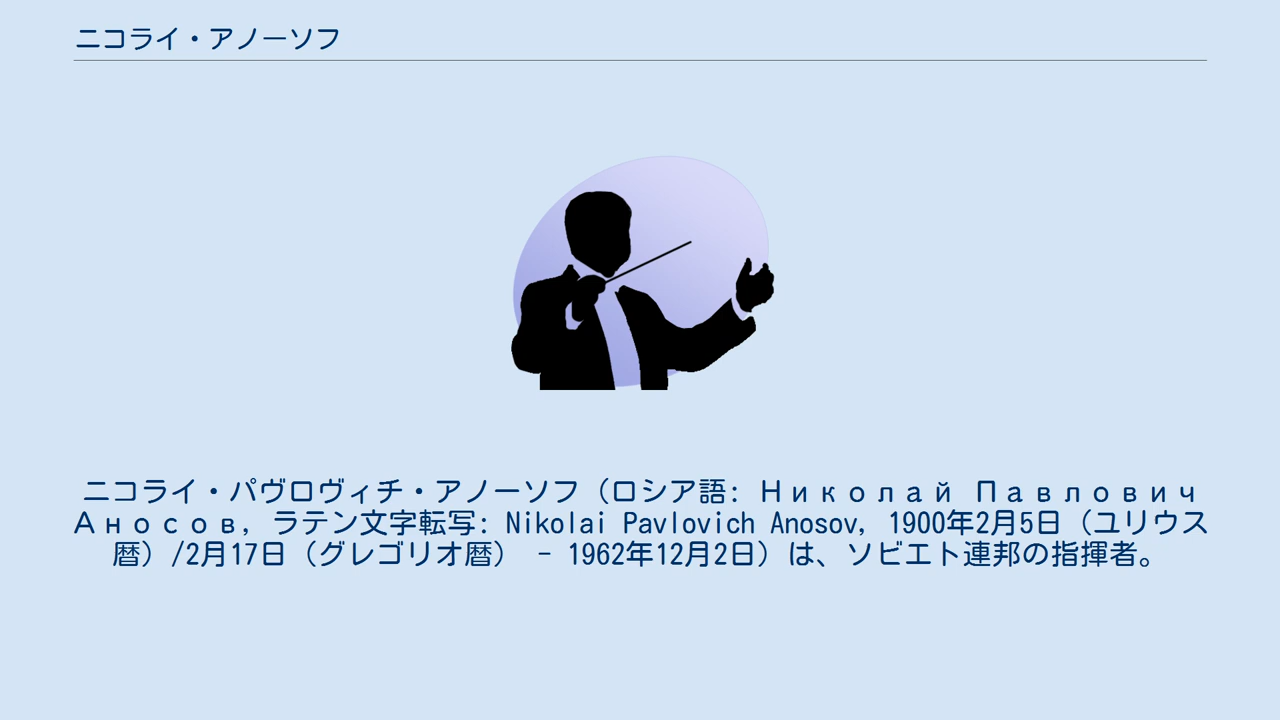 ニコライ・アノーソフ
ニコライ・パヴロヴィチ・アノーソフ（ロシア語: Николай Павлович
Аносов, ラテン文字転写: Nikolai Pavlovich Anosov, 1900年2月5日（ユリウス
暦）/2月17日（グレゴリオ暦） - 1962年12月2日）は、ソビエト連邦の指揮者。